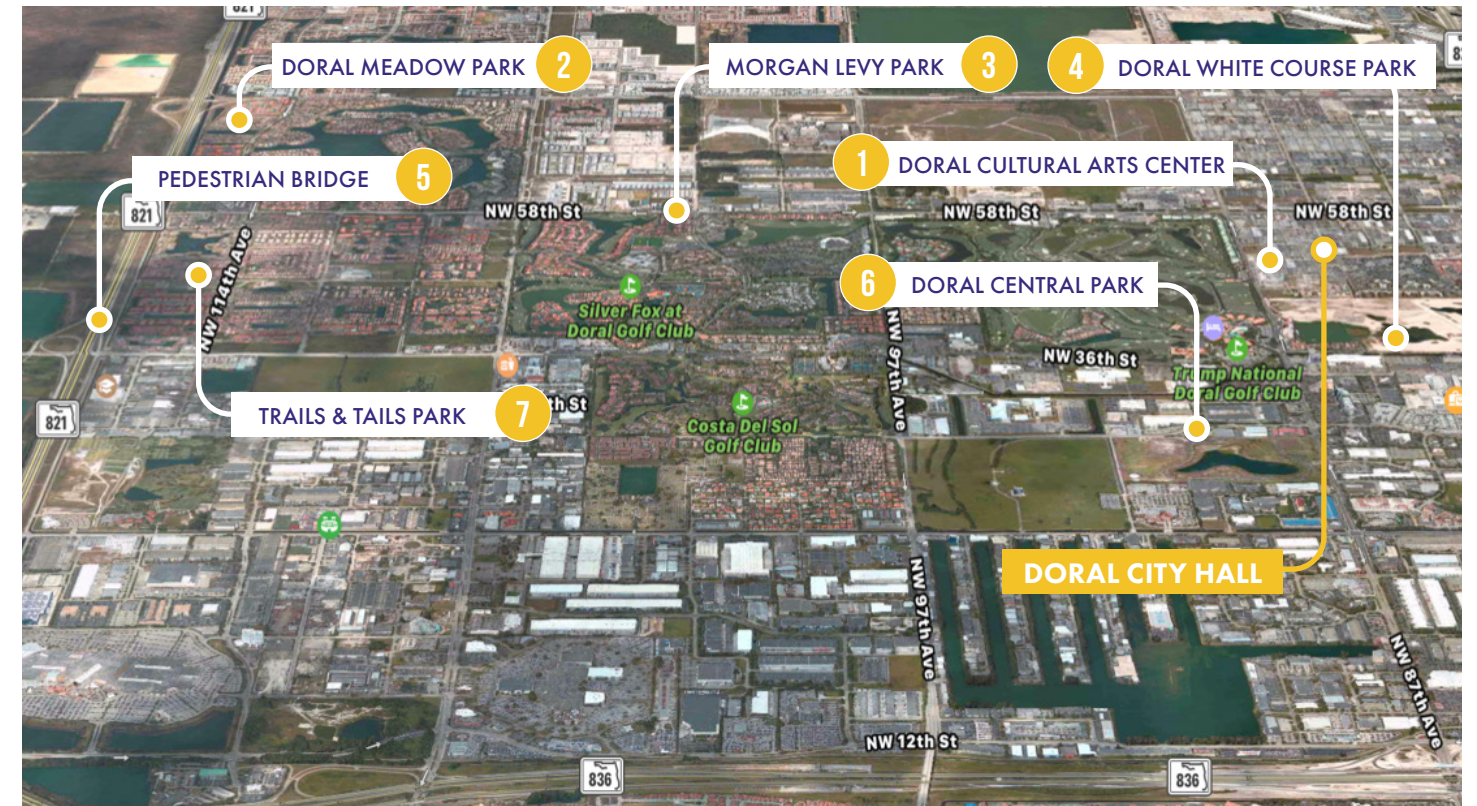 821
DORAL MEADOW PARK 2
MORGAN LEVY PARK 3
4 DORAL WHITE COURSE PARK
1 DORAL CULTURAL ARTS CENTER
PEDESTRIAN BRIDGE 5
821
NW 58th St
NW 58th St
NW 58th St
NW 114th Ave
6 DORAL CENTRAL PARK
Silver Fox at
Doral Golf Club
NW 97th Ave
NW 36th St
Trump National
Doral Golf Club
TRAILS & TAILS PARK 7
th St
821
Costa Del Sol
Golf Club
DORAL CITY HALL
NW 97th Ave
NW 87th Ave
NW 12th St
836
836